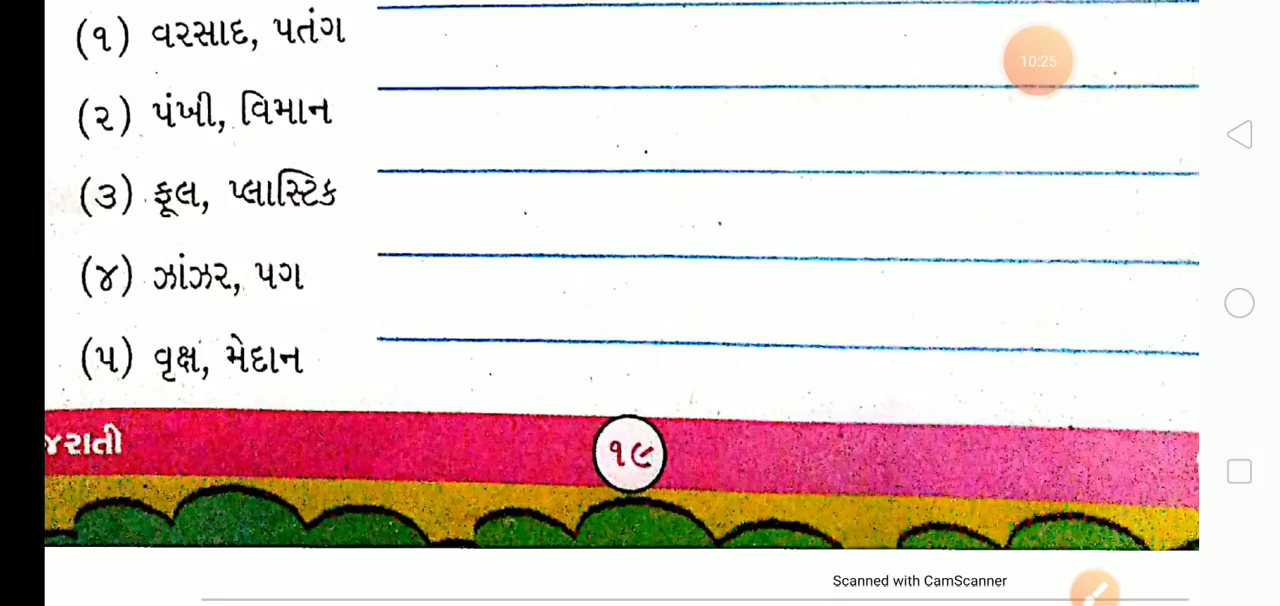 (૧) વરસાદ, પતંગ
10:25
(૨) પંખી, વિમાન
(૩) ફૂલ, પ્લાસ્ટિક
(૪) ઝાંઝર, પગ
(૫) વૃક્ષ, મેદાન
જરાતી
૧૯
Scanned with CamScanner